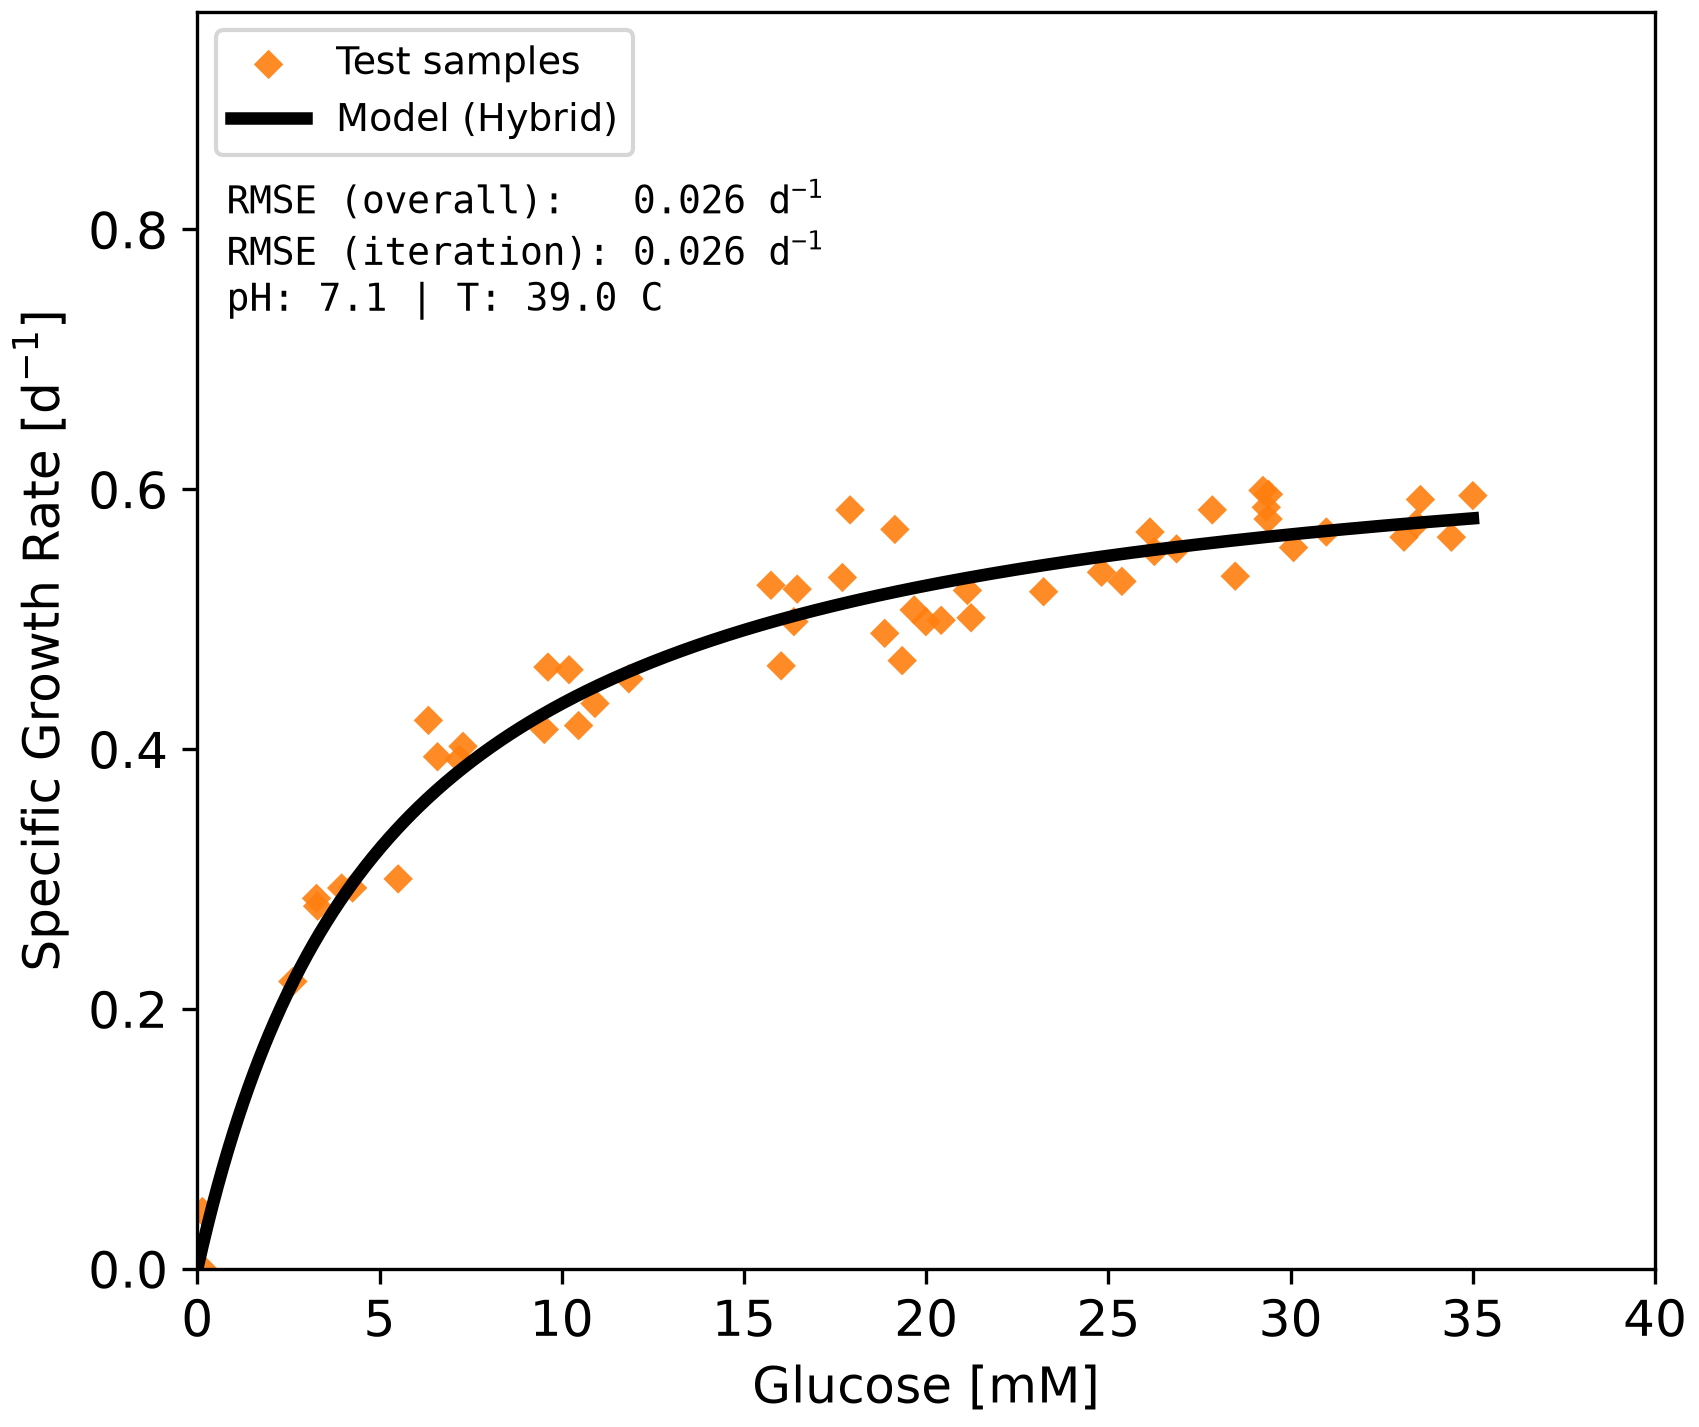 Test samples
Model (Hybrid)
RMSE (overall):   0.026 d⁻¹
RMSE (iteration): 0.026 d⁻¹
pH: 7.1 | T: 39.0 C
0.8
0.6
0.4
0.2
0.0
Specific Growth Rate [d⁻¹]
0 5 10 15 20 25 30 35 40
Glucose [mM]